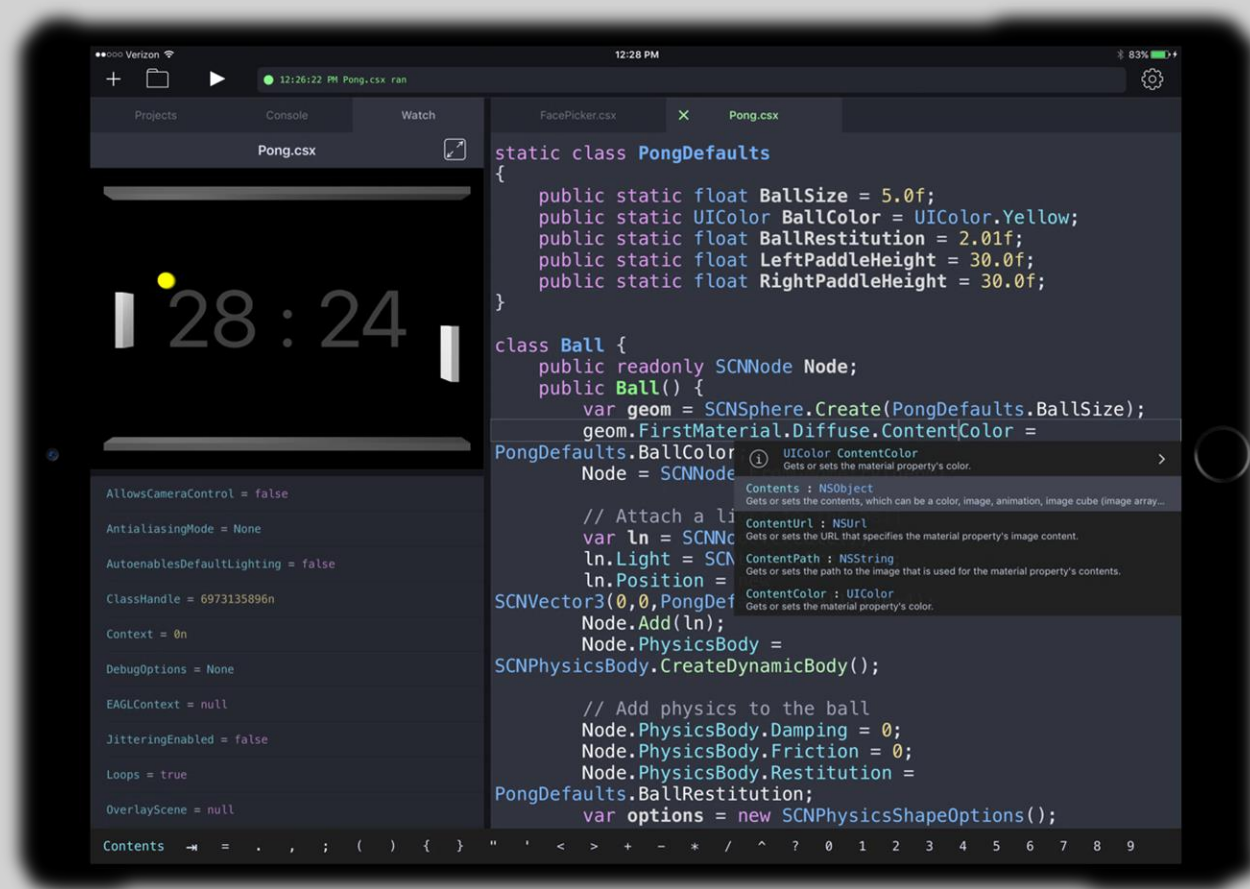 Verizon 12:28 PM 83%
12:26:22 PM Pong.csx ran
Projects Console Watch
FacePicker.csx Pong.csx
Pong.csx
28 : 24
AllowsCameraControl = false
AntialiasingMode = None
AutoenablesDefaultLighting = false
ClassHandle = 6973135896n
Context = 0n
DebugOptions = None
EAGLContext = null
JitteringEnabled = false
Loops = true
OverlayScene = null
static class PongDefaults
{
public static float BallSize = 5.0f;
public static UIColor BallColor = UIColor.Yellow;
public static float BallRestitution = 2.01f;
public static float LeftPaddleHeight = 30.0f;
public static float RightPaddleHeight = 30.0f;
}
class Ball {
public readonly SCNNode Node;
public Ball() {
var geom = SCNSphere.Create(PongDefaults.BallSize);
geom.FirstMaterial.Diffuse.ContentColor =
PongDefaults.BallColor
Node = SCNNode
// Attach a li
var ln = SCNNo
ln.Light = SCN
ln.Position =
SCNVector3(0,0,PongDef
Node.Add(ln);
Node.PhysicsBody =
SCNPhysicsBody.CreateDynamicBody();
// Add physics to the ball
Node.PhysicsBody.Damping = 0;
Node.PhysicsBody.Friction = 0;
Node.PhysicsBody.Restitution =
PongDefaults.BallRestitution;
var options = new SCNPhysicsShapeOptions();
UIColor ContentColor
Gets or sets the material property's color.
Contents : NSObject
Gets or sets the contents, which can be a color, image, animation, image cube (image array...
ContentUrl : NSUrl
Gets or sets the URL that specifies the material property's image content.
ContentPath : NSString
Gets or sets the path to the image that is used for the material property's contents.
ContentColor : UIColor
Gets or sets the material property's color.
Contents ⇥ = . , ; ( ) { } " ' < > + - * / ^ ? 0 1 2 3 4 5 6 7 8 9